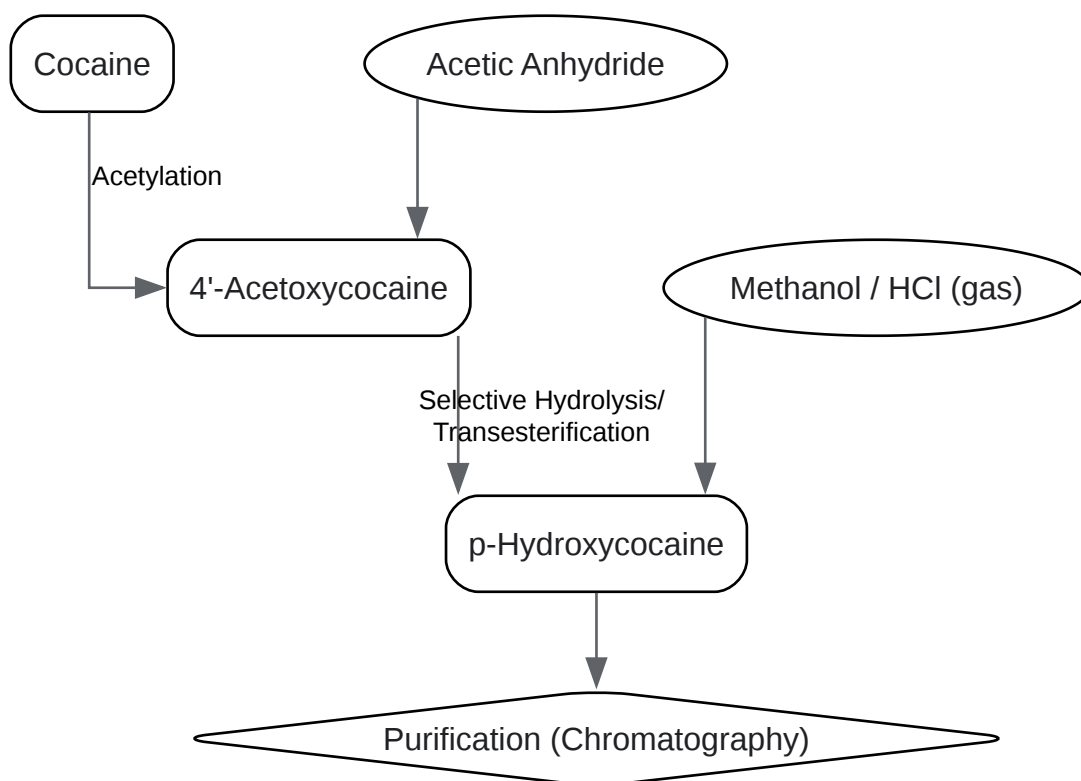 Cocaine
Acetic Anhydride
Acetylation
4'-Acetoxycocaine
Methanol / HCl (gas)
Selective Hydrolysis/
Transesterification
p-Hydroxycocaine
Purification (Chromatography)